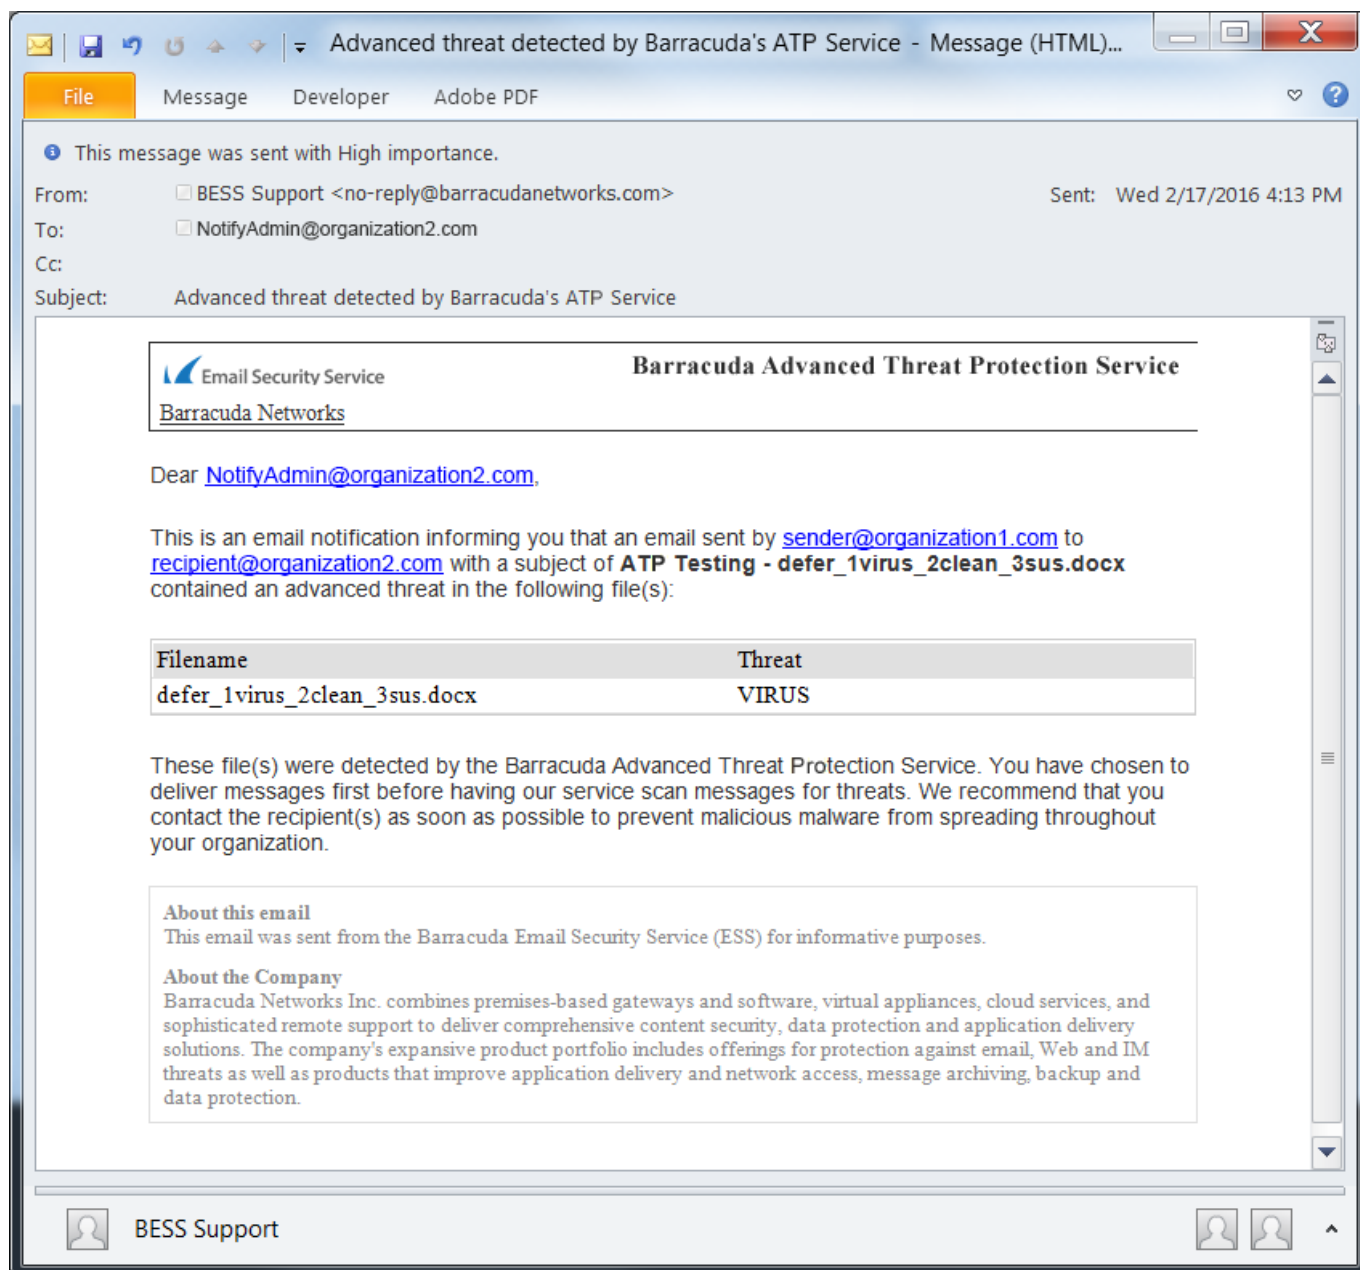 Advanced threat detected by Barracuda's ATP Service - Message (HTML)...
File Message Developer Adobe PDF
This message was sent with High importance.
From: BESS Support <no-reply@barracudanetworks.com> Sent: Wed 2/17/2016 4:13 PM
To: NotifyAdmin@organization2.com
Cc:
Subject: Advanced threat detected by Barracuda's ATP Service
Email Security Service Barracuda Advanced Threat Protection Service
Barracuda Networks
Dear NotifyAdmin@organization2.com,
This is an email notification informing you that an email sent by sender@organization1.com to
recipient@organization2.com with a subject of ATP Testing - defer_1virus_2clean_3sus.docx
contained an advanced threat in the following file(s):
Filename Threat
defer_1virus_2clean_3sus.docx VIRUS
These file(s) were detected by the Barracuda Advanced Threat Protection Service. You have chosen to
deliver messages first before having our service scan messages for threats. We recommend that you
contact the recipient(s) as soon as possible to prevent malicious malware from spreading throughout
your organization.
About this email
This email was sent from the Barracuda Email Security Service (ESS) for informative purposes.
About the Company
Barracuda Networks Inc. combines premises-based gateways and software, virtual appliances, cloud services, and
sophisticated remote support to deliver comprehensive content security, data protection and application delivery
solutions. The company's expansive product portfolio includes offerings for protection against email, Web and IM
threats as well as products that improve application delivery and network access, message archiving, backup and
data protection.
BESS Support